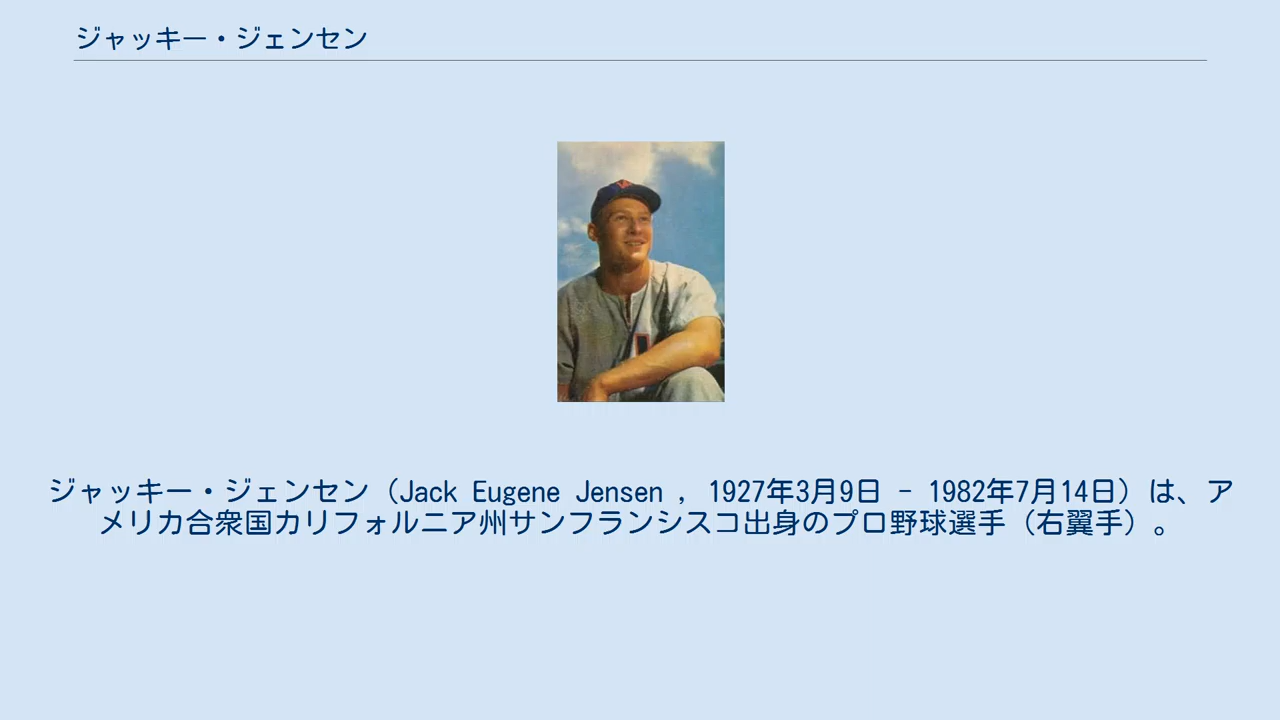 ジャッキー・ジェンセン
ジャッキー・ジェンセン（Jack Eugene Jensen , 1927年3月9日 - 1982年7月14日）は、ア
メリカ合衆国カリフォルニア州サンフランシスコ出身のプロ野球選手（右翼手）。